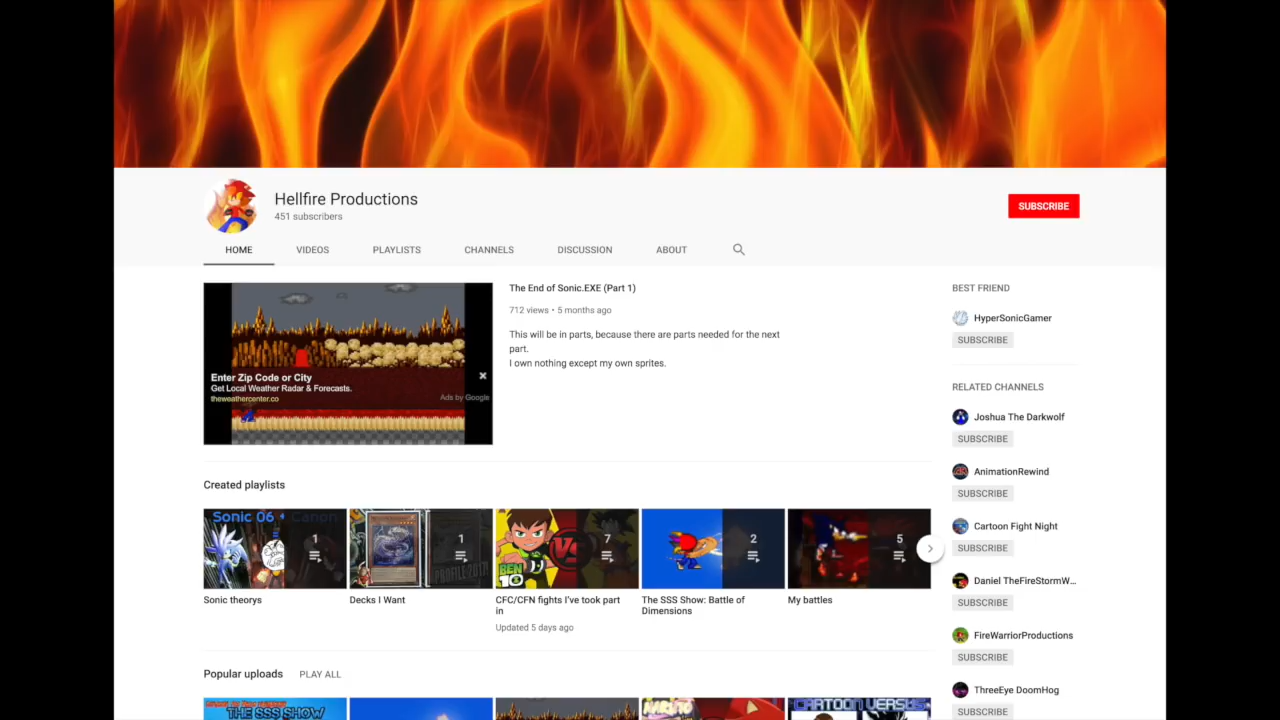 Hellfire Productions
451 subscribers
SUBSCRIBE
HOME
VIDEOS
PLAYLISTS
CHANNELS
DISCUSSION
ABOUT
Enter Zip Code or City
Get Local Weather Radar & Forecasts.
theweathercenter.co
Ads by Google
The End of Sonic.EXE (Part 1)
712 views • 5 months ago
This will be in parts, because there are parts needed for the next
part.
I own nothing except my own sprites.
BEST FRIEND
HyperSonicGamer
SUBSCRIBE
RELATED CHANNELS
Joshua The Darkwolf
SUBSCRIBE
AnimationRewind
SUBSCRIBE
Cartoon Fight Night
SUBSCRIBE
Daniel TheFireStormW...
SUBSCRIBE
FireWarriorProductions
SUBSCRIBE
ThreeEye DoomHog
SUBSCRIBE
Created playlists
Sonic 06 Canon
1
Sonic theorys
1
Decks I Want
BEN 10
VS
7
CFC/CFN fights I've took part
in
Updated 5 days ago
2
The SSS Show: Battle of
Dimensions
5
My battles
Popular uploads
PLAY ALL
THE SSS SHOW
NARUTO
CARTOON VERSUS